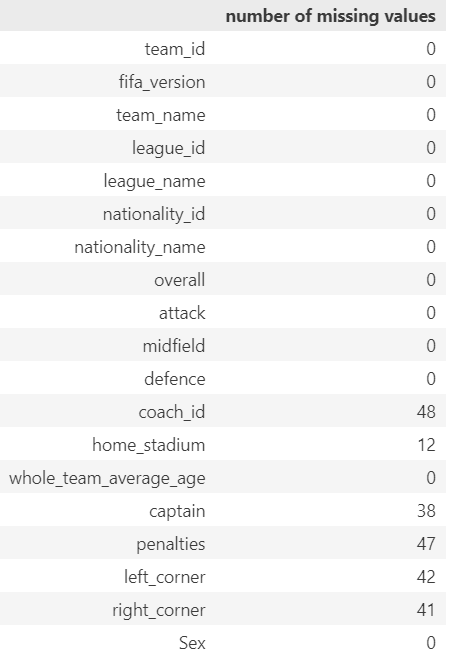 number of missing values
team_id 0
fifa_version 0
team_name 0
league_id 0
league_name 0
nationality_id 0
nationality_name 0
overall 0
attack 0
midfield 0
defence 0
coach_id 48
home_stadium 12
whole_team_average_age 0
captain 38
penalties 47
left_corner 42
right_corner 41
Sex 0